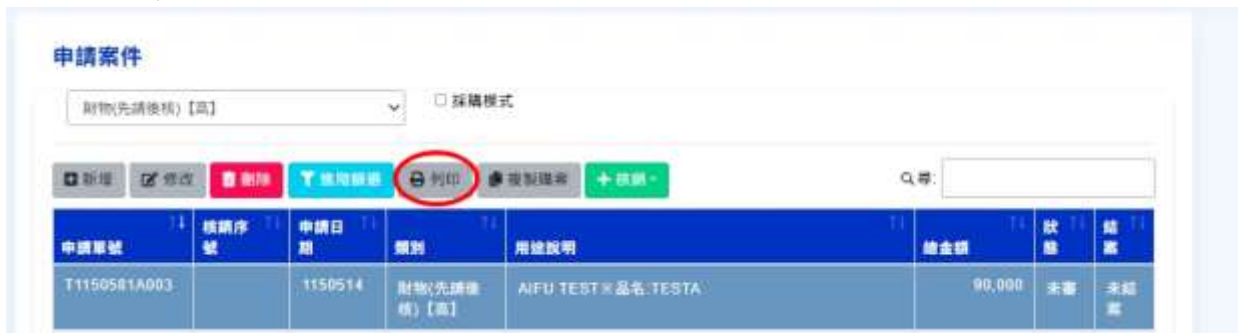 申請案件
財物(先請後核)【高】
採購模式
新增 修改 刪除 進階篩選 列印 複製購案 核銷
尋:
申請單號 核銷序號 申請日期 類別 用途說明 總金額 狀態 結案
T1150581A003 1150514 財物(先請後核)【高】 AIFU TEST※品名:TESTA 90,000 未審 未結案